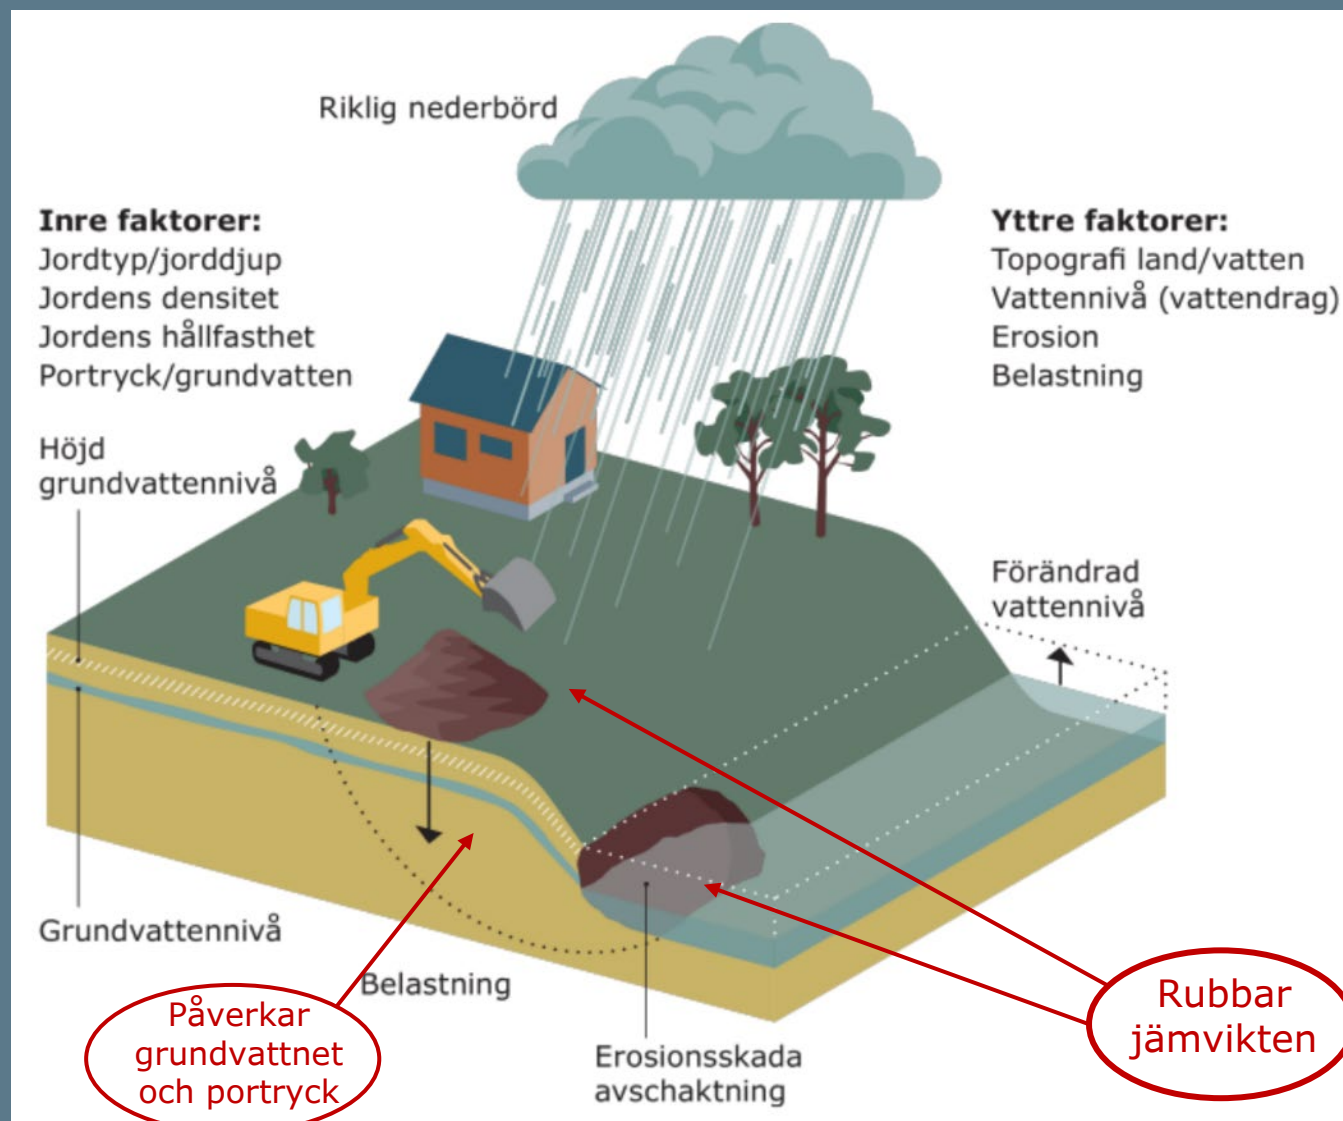 Riklig nederbörd
Inre faktorer:
Jordtyp/jorddjup
Jordens densitet
Jordens hållfasthet
Portryck/grundvatten
Yttre faktorer:
Topografi land/vatten
Vattennivå (vattendrag)
Erosion
Belastning
Höjd
grundvattennivå
Förändrad
vattennivå
Grundvattennivå
Belastning
Påverkar
grundvattnet
och portryck
Erosionsskada
avschaktning
Rubbar
jämvikten